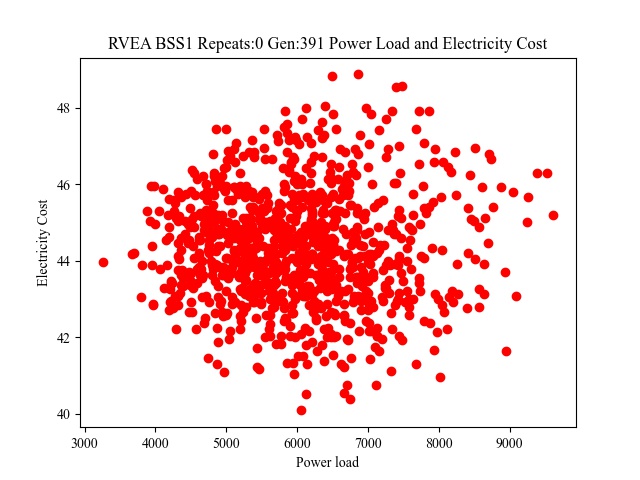 RVEA BSS1 Repeats:0 Gen:391 Power Load and Electricity Cost
48
46
44
42
40
Electricity Cost
3000 4000 5000 6000 7000 8000 9000
Power load